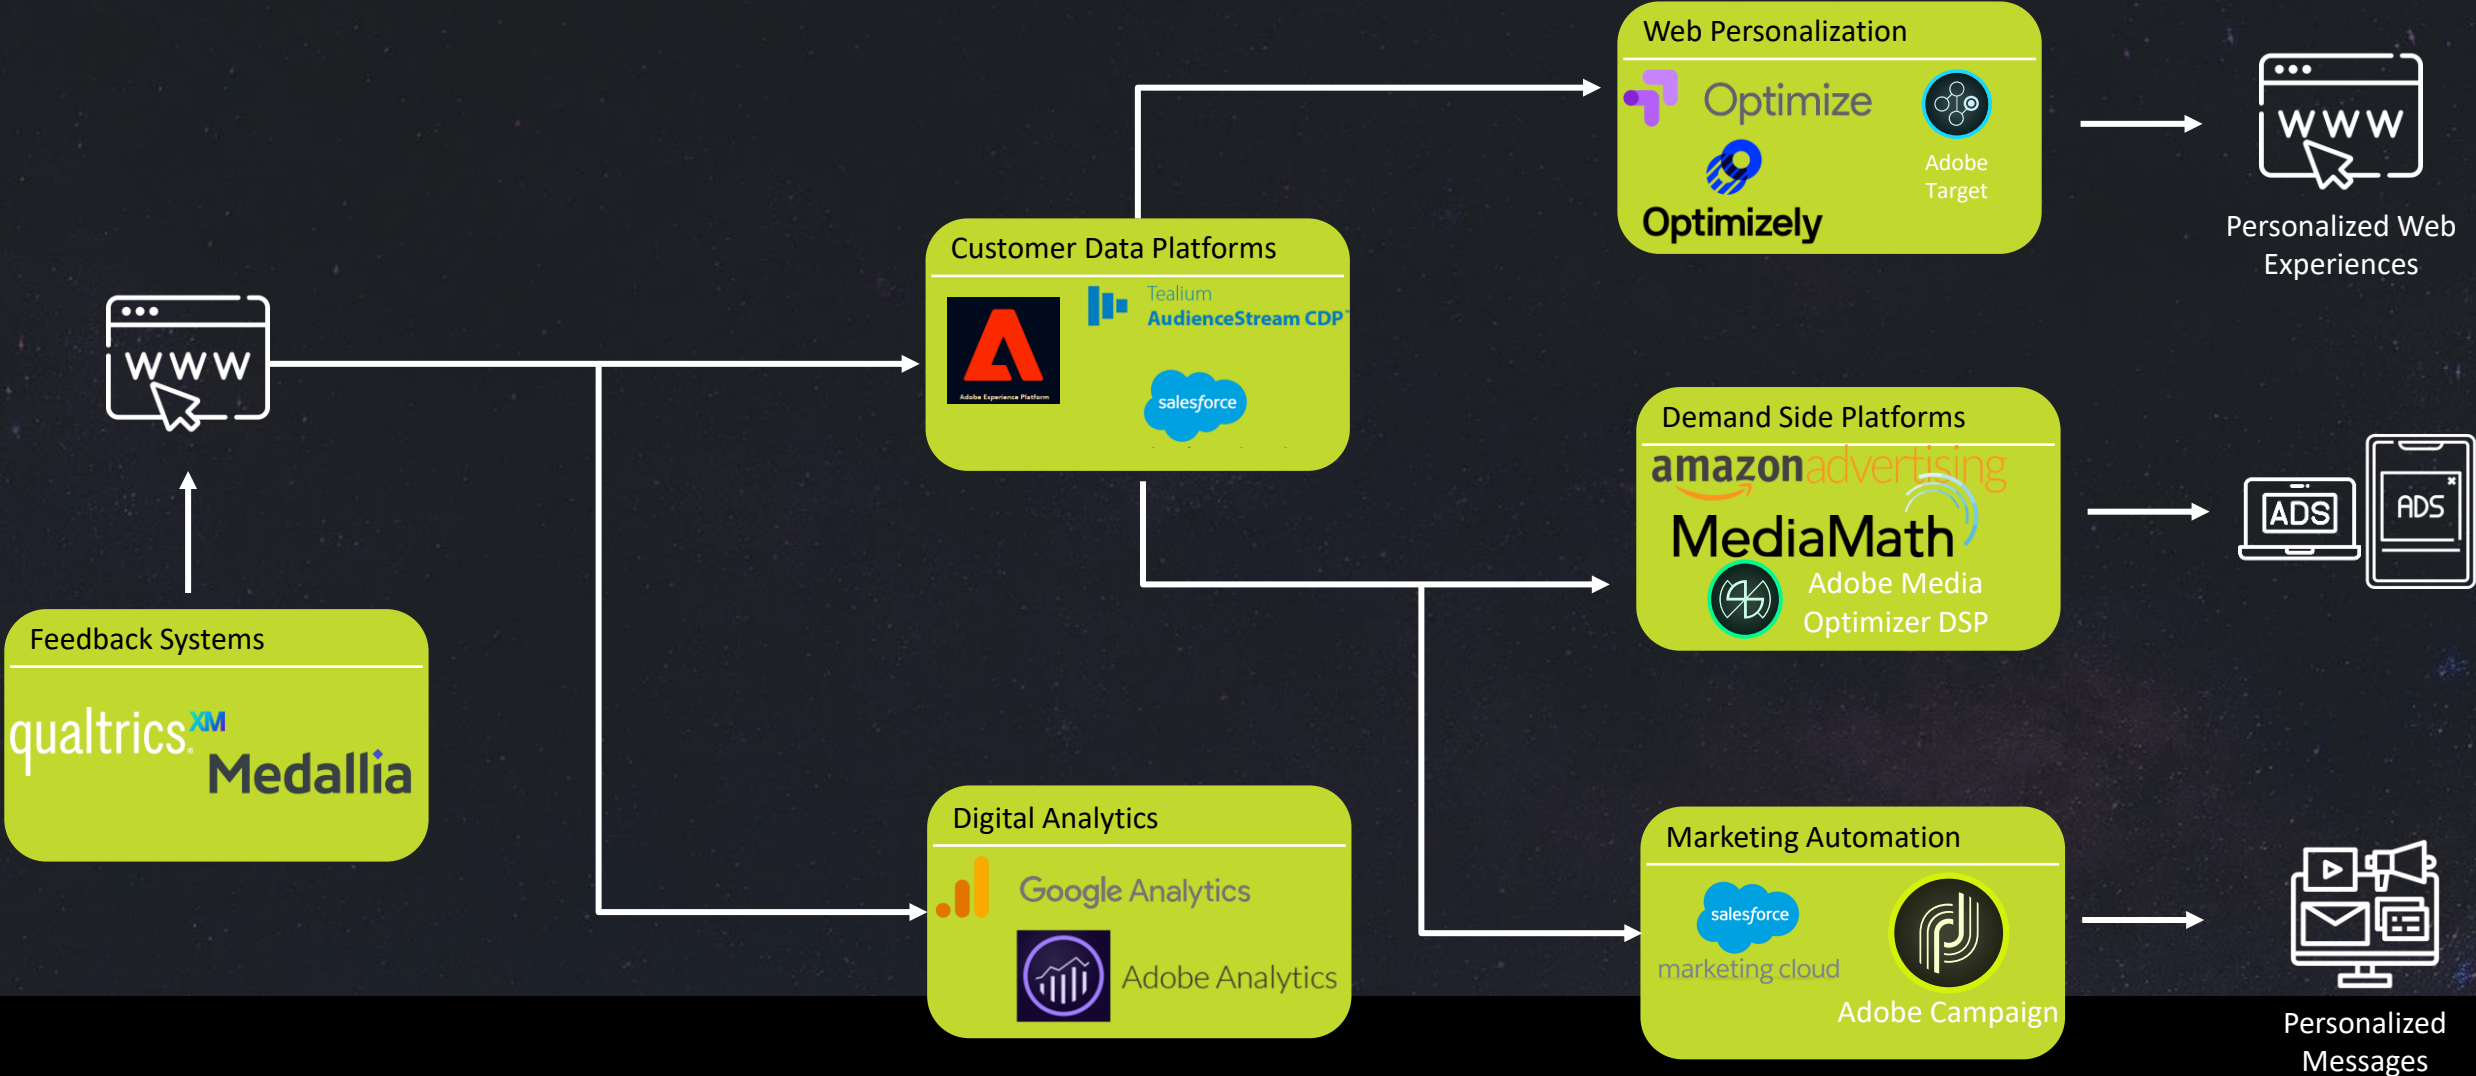 Web Personalization
Optimize
Adobe
Target
Optimizely
WWW
Personalized Web
Experiences
Customer Data Platforms
Adobe Experience Platform
Tealium
AudienceStream CDP
salesforce
WWW
Demand Side Platforms
amazonadvertising
MediaMath
Adobe Media
Optimizer DSP
ADS
ADS
Feedback Systems
qualtrics.XM
Medallia
Digital Analytics
Google Analytics
Adobe Analytics
Marketing Automation
salesforce
marketing cloud
Adobe Campaign
Personalized
Messages